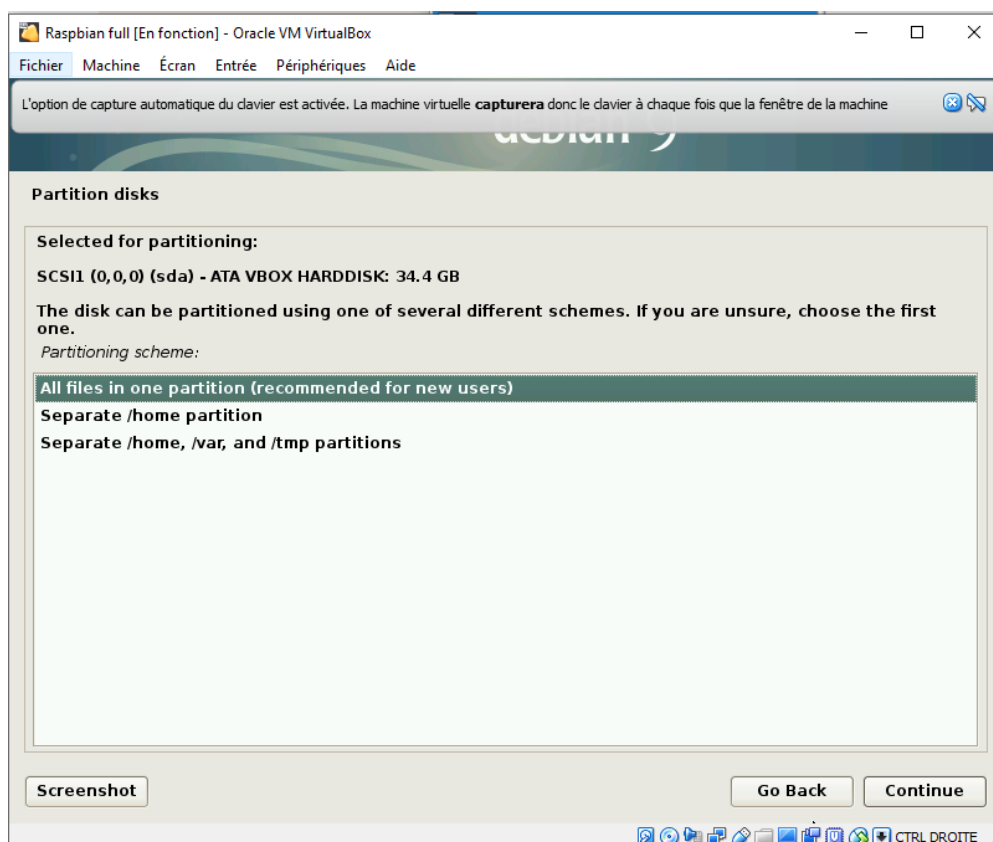 Raspbian full [En fonction] - Oracle VM VirtualBox
Fichier Machine Écran Entrée Périphériques Aide
L'option de capture automatique du clavier est activée. La machine virtuelle capturera donc le clavier à chaque fois que la fenêtre de la machine
debian 9
Partition disks
Selected for partitioning:
SCSI1 (0,0,0) (sda) - ATA VBOX HARDDISK: 34.4 GB
The disk can be partitioned using one of several different schemes. If you are unsure, choose the first
one.
Partitioning scheme:
All files in one partition (recommended for new users)
Separate /home partition
Separate /home, /var, and /tmp partitions
Screenshot
Go Back
Continue
CTRL DROITE